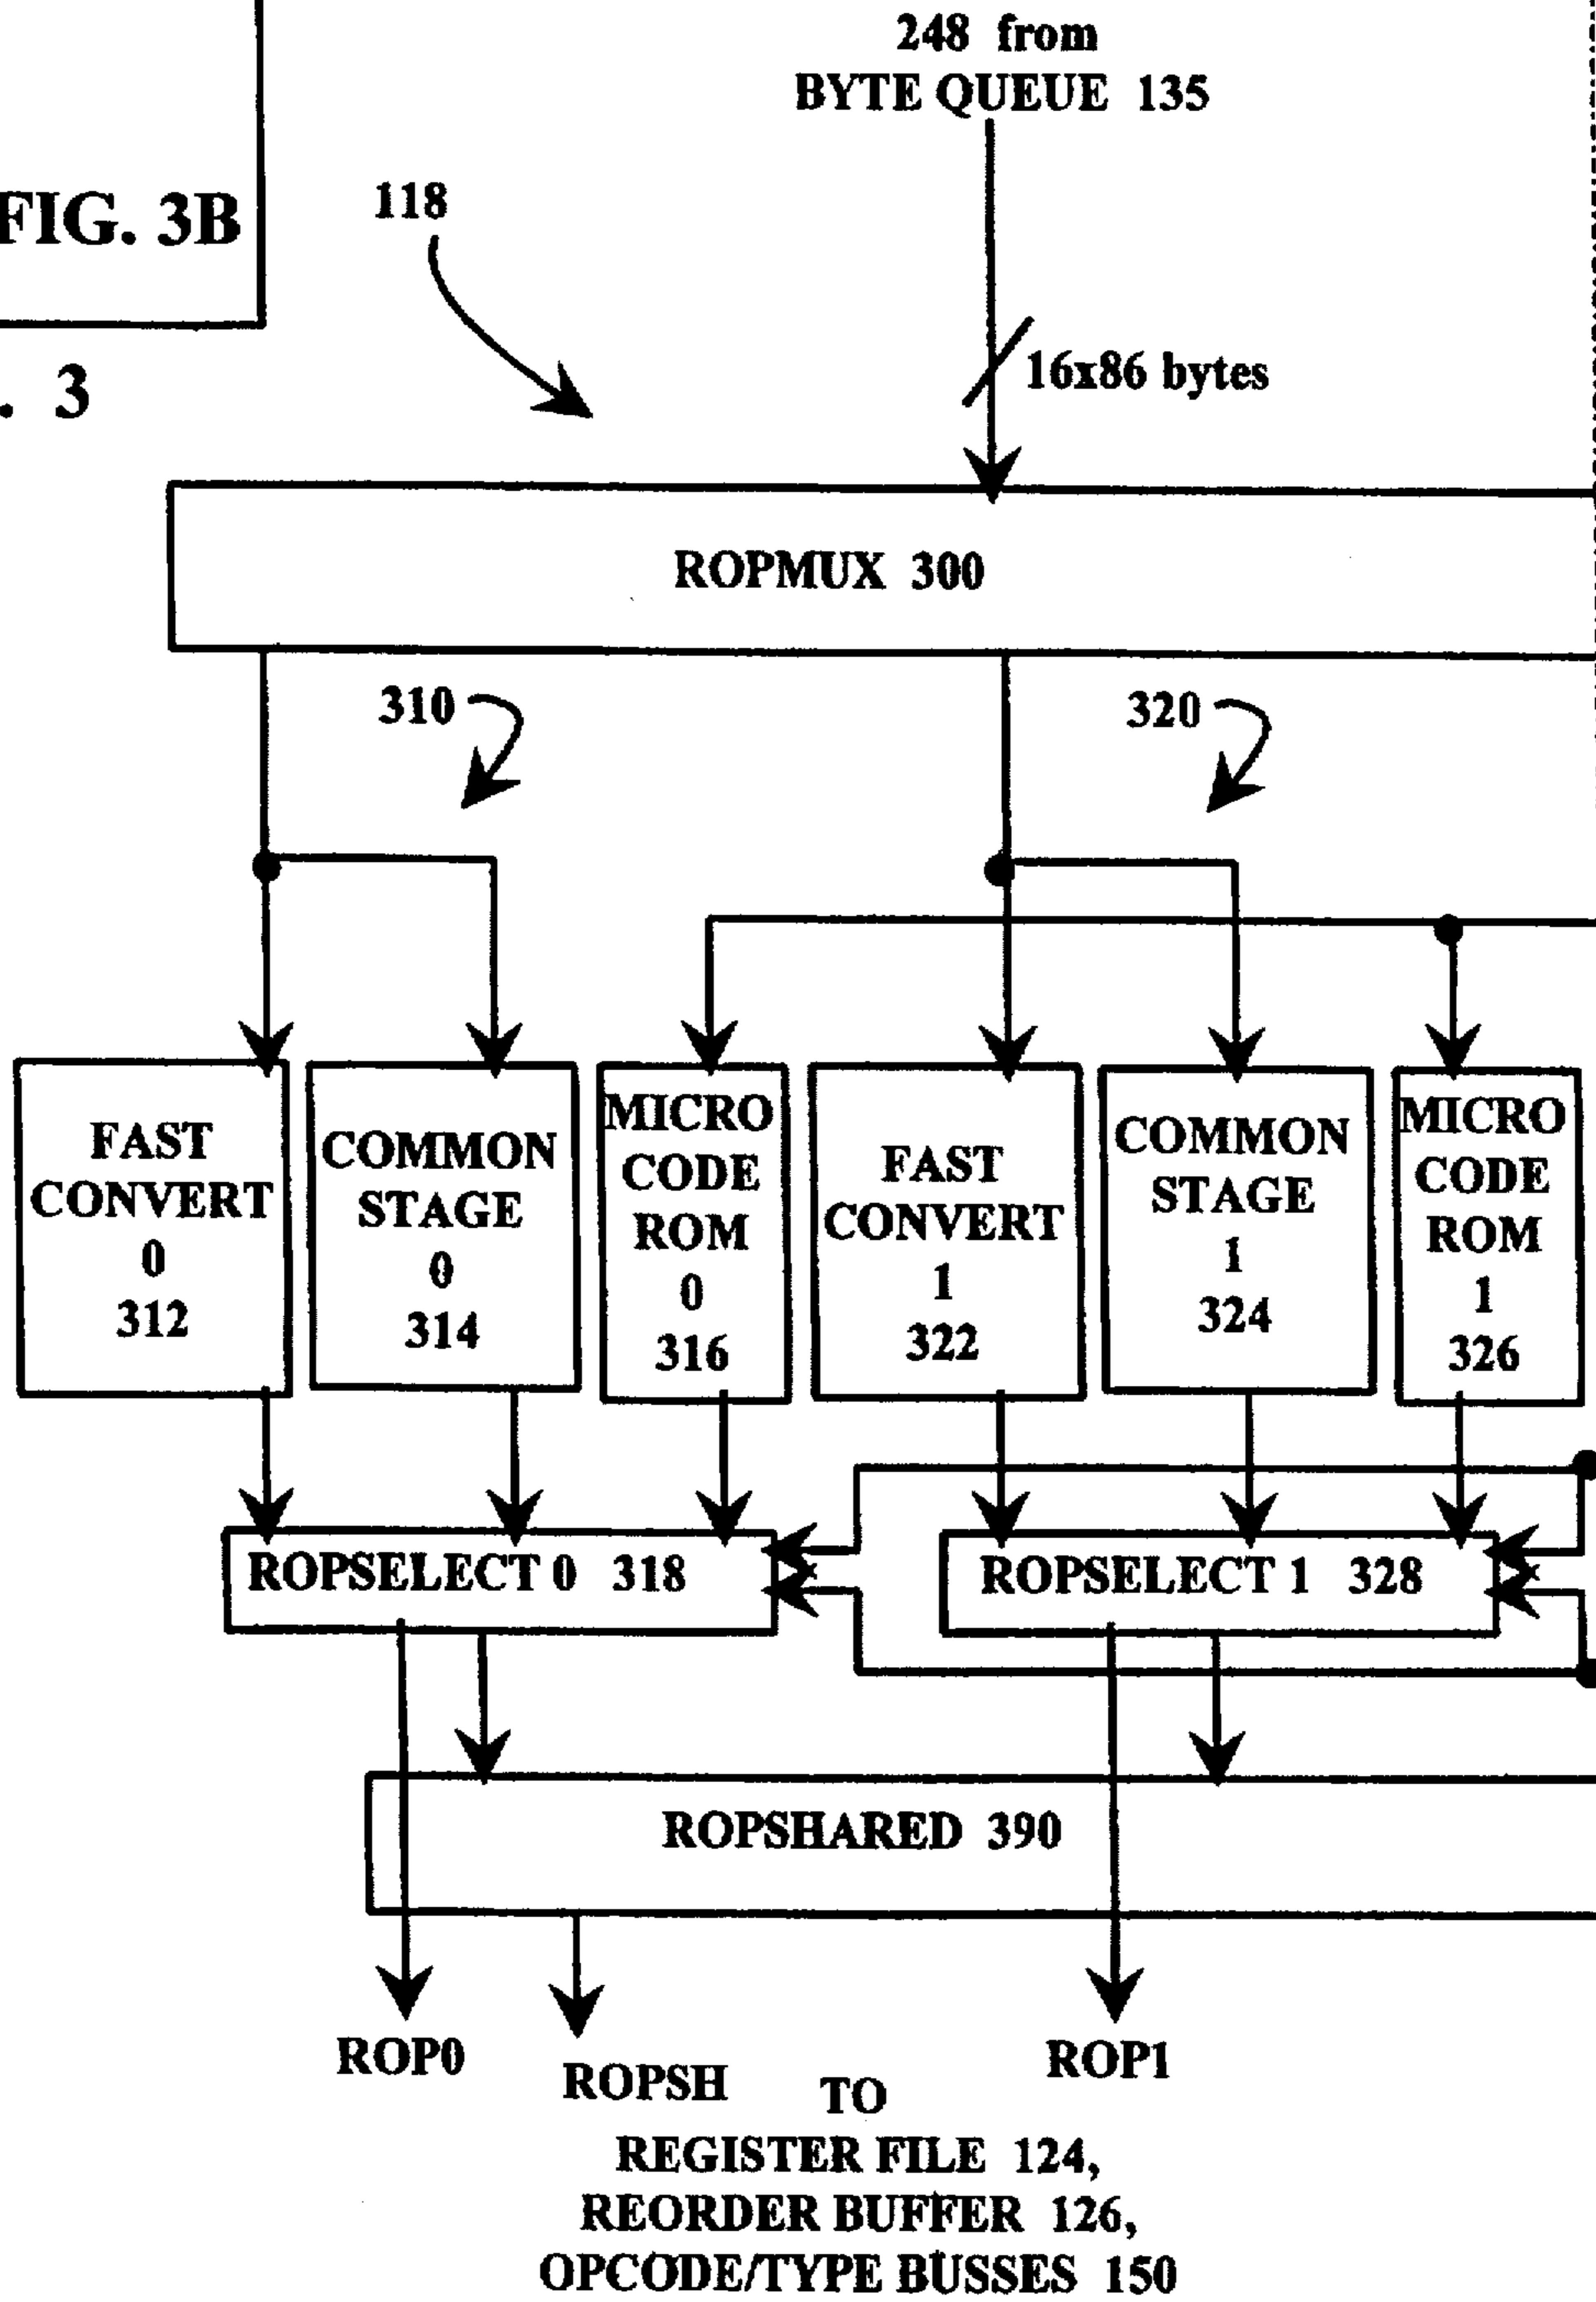 248 from
BYTE QUEUE 135
118
FIG. 3B
16x86 bytes
. 3
ROPMUX 300
310
320
FAST
CONVERT
0
312
COMMON
STAGE
0
314
MICRO
CODE
ROM
0
316
FAST
CONVERT
1
322
COMMON
STAGE
1
324
MICRO
CODE
ROM
1
326
ROPSELECT 0 318
ROPSELECT 1 328
ROPSHARED 390
ROP0
ROPSH
ROP1
TO
REGISTER FILE 124,
REORDER BUFFER 126,
OPCODE/TYPE BUSSES 150